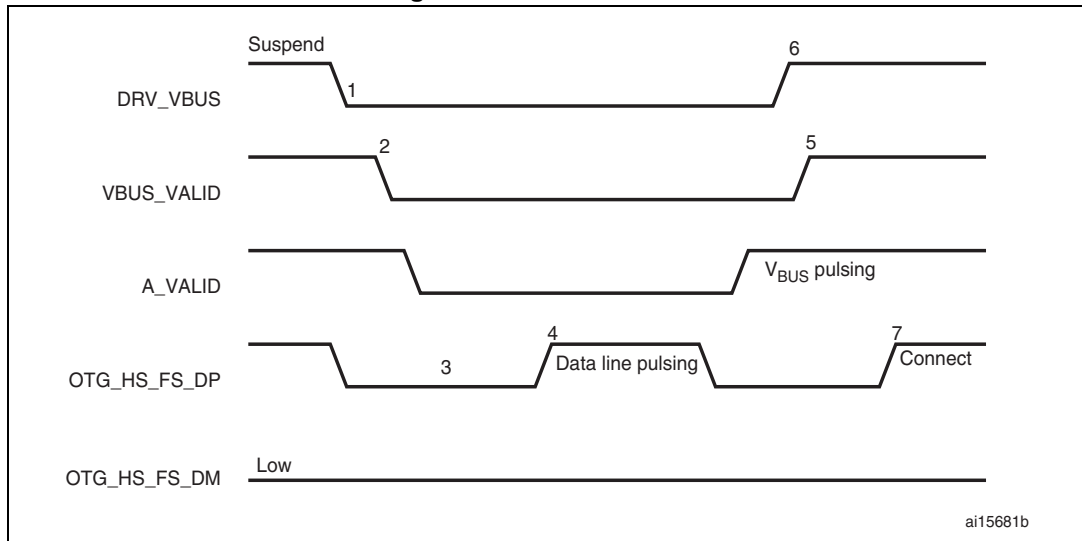 Suspend
6
DRV_VBUS
1
2
5
VBUS_VALID
A_VALID
VBUS pulsing
4
7
OTG_HS_FS_DP
3
Data line pulsing
Connect
Low
OTG_HS_FS_DM
ai15681b